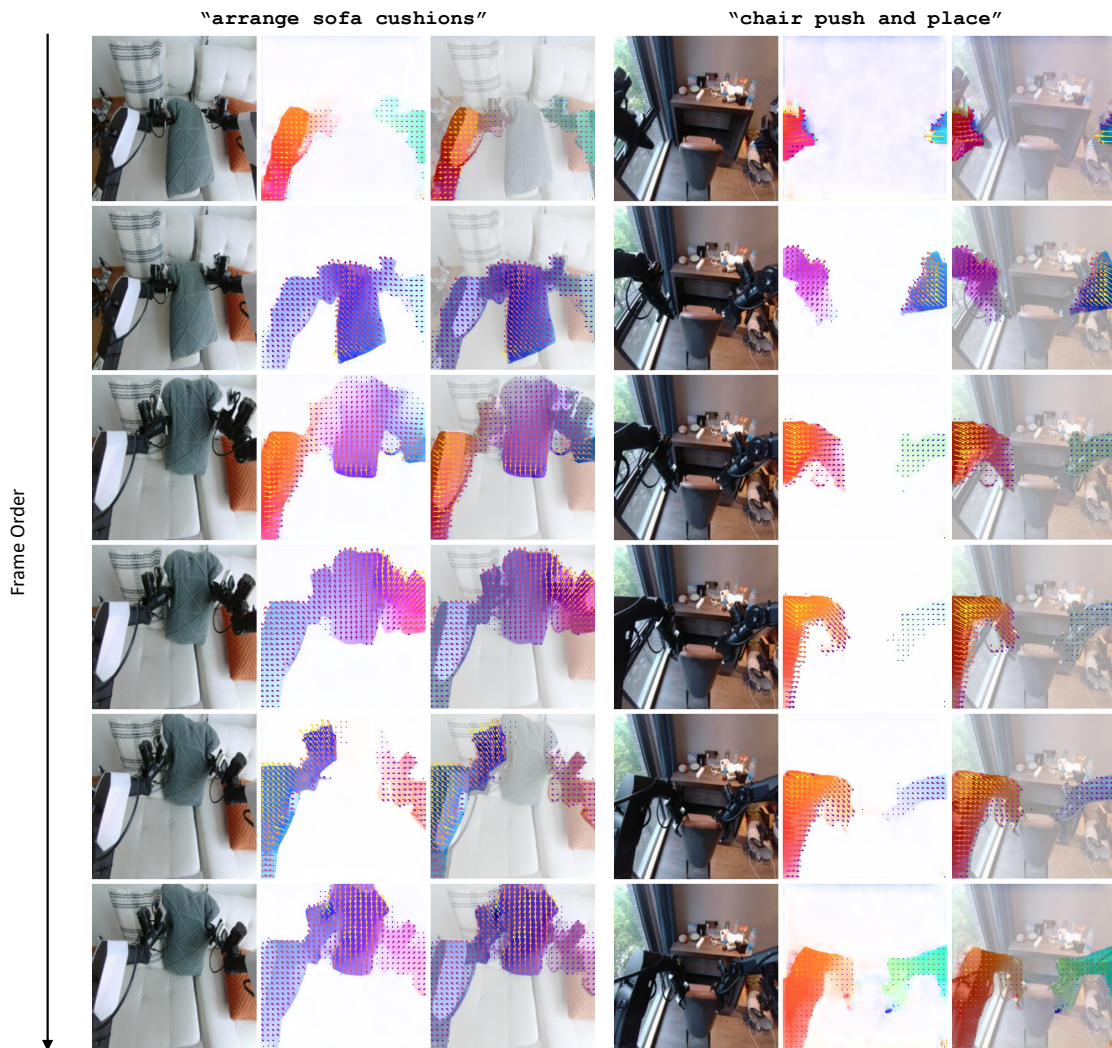 “arrange sofa cushions”
“chair push and place”
Frame Order